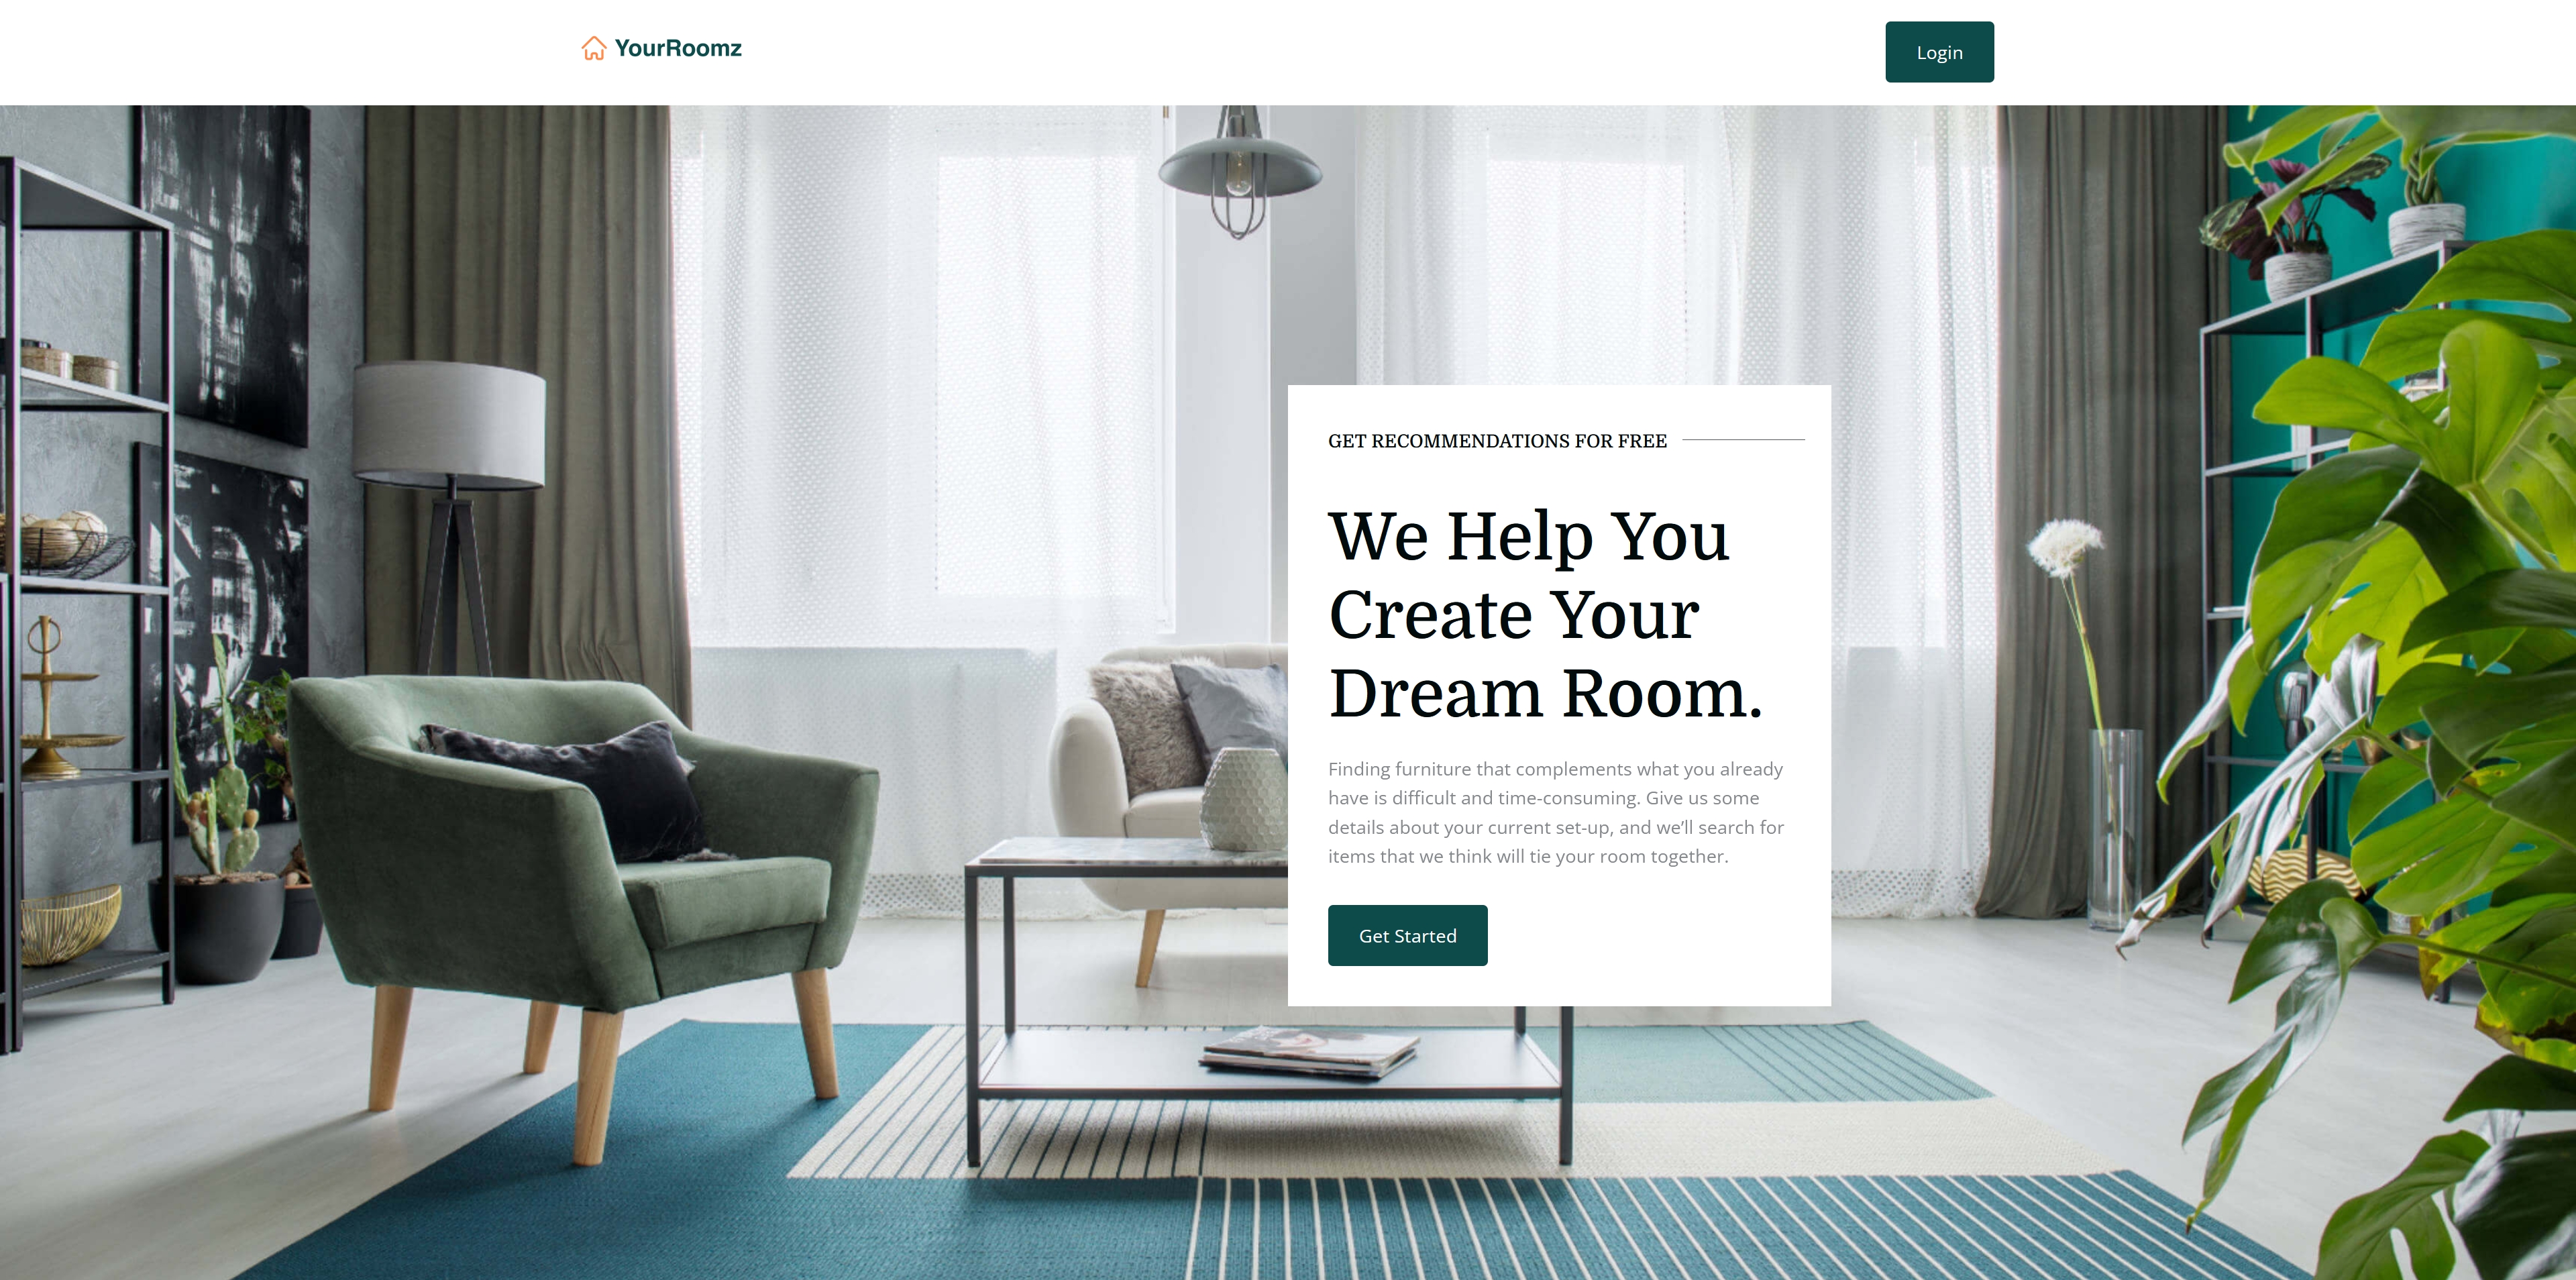 YourRoomz
Login
GET RECOMMENDATIONS FOR FREE
We Help You
Create Your
Dream Room.
Finding furniture that complements what you already
have is difficult and time-consuming. Give us some
details about your current set-up, and we'll search for
items that we think will tie your room together.
Get Started